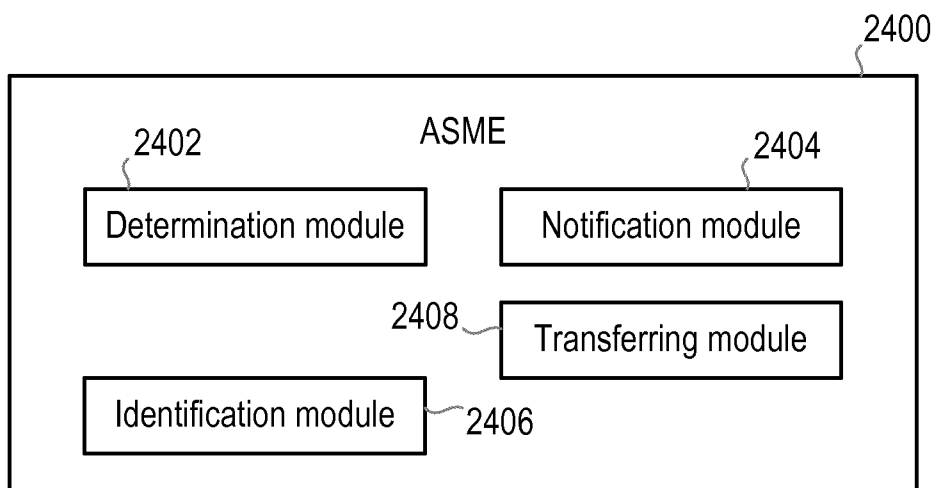 2400
ASME
2402
2404
Determination module
Notification module
2408
Transferring module
Identification module
2406